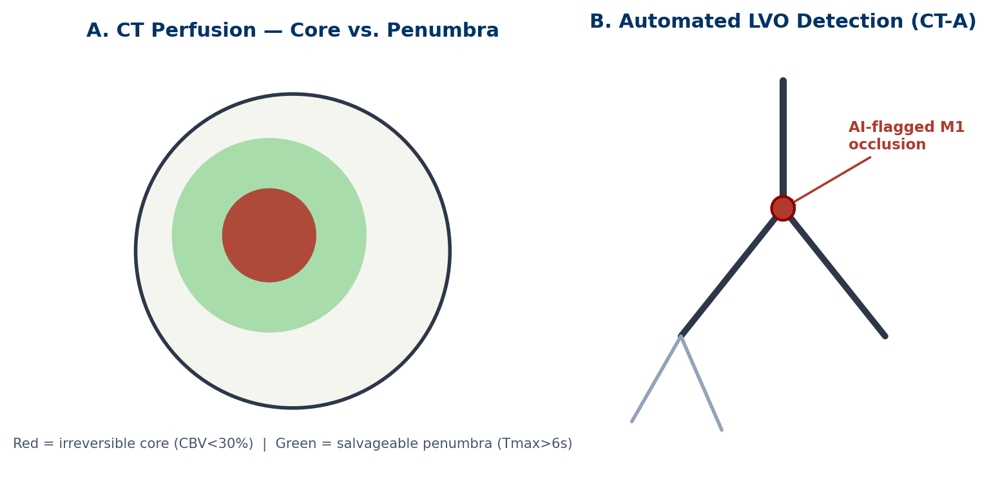 A. CT Perfusion — Core vs. Penumbra
B. Automated LVO Detection (CT-A)
AI-flagged M1
occlusion
Red = irreversible core (CBV<30%)  |  Green = salvageable penumbra (Tmax>6s)